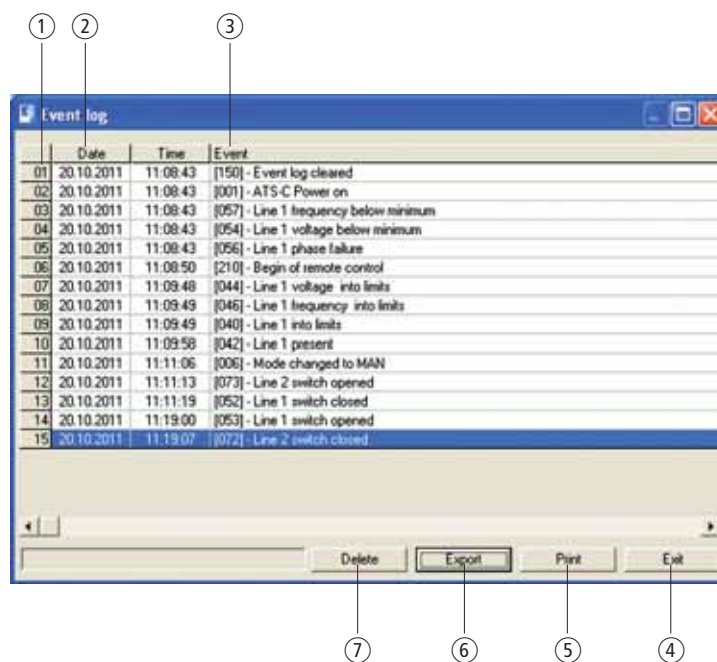 ① ② ③
Event log
Date Time Event
01 20.10.2011 11:08:43 [150] - Event log cleared
02 20.10.2011 11:08:43 [001] - ATS-C Power on
03 20.10.2011 11:08:43 [057] - Line 1 frequency below minimum
04 20.10.2011 11:08:43 [054] - Line 1 voltage below minimum
05 20.10.2011 11:08:43 [056] - Line 1 phase failure
06 20.10.2011 11:08:50 [210] - Begin of remote control
07 20.10.2011 11:09:48 [044] - Line 1 voltage into limits
08 20.10.2011 11:09:49 [046] - Line 1 frequency into limits
09 20.10.2011 11:09:49 [040] - Line 1 into limits
10 20.10.2011 11:09:58 [042] - Line 1 present
11 20.10.2011 11:11:06 [006] - Mode changed to MAN
12 20.10.2011 11:11:13 [073] - Line 2 switch opened
13 20.10.2011 11:11:19 [052] - Line 1 switch closed
14 20.10.2011 11:19:00 [053] - Line 1 switch opened
15 20.10.2011 11:19:07 [072] - Line 2 switch closed
Delete Export Print Exit
⑦ ⑥ ⑤ ④